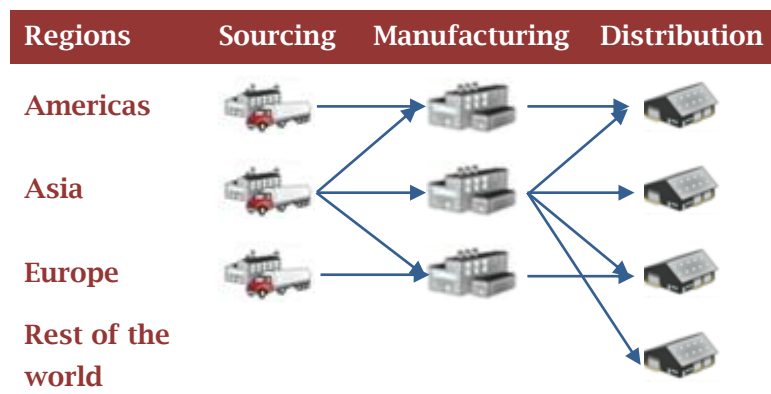 Regions Sourcing Manufacturing Distribution
Americas
Asia
Europe
Rest of the
world